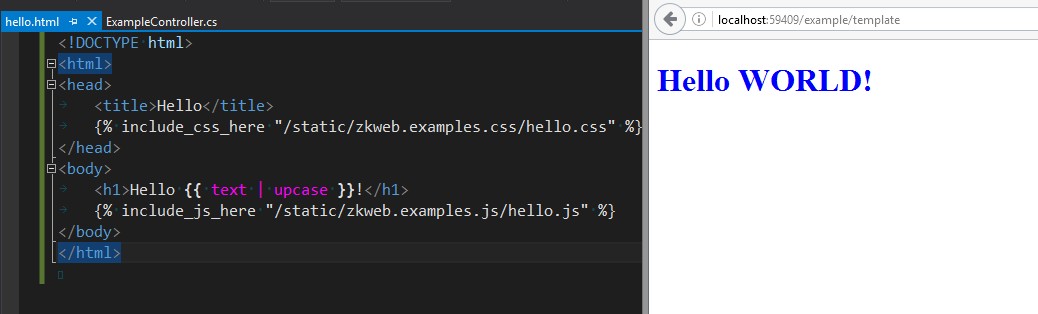 hello.html ExampleController.cs
<!DOCTYPE html>
<html>
<head>
<title>Hello</title>
{% include_css_here "/static/zkweb.examples.css/hello.css" %}
</head>
<body>
<h1>Hello {{ text | upcase }}!</h1>
{% include_js_here "/static/zkweb.examples.js/hello.js" %}
</body>
</html>
localhost:59409/example/template
Hello WORLD!